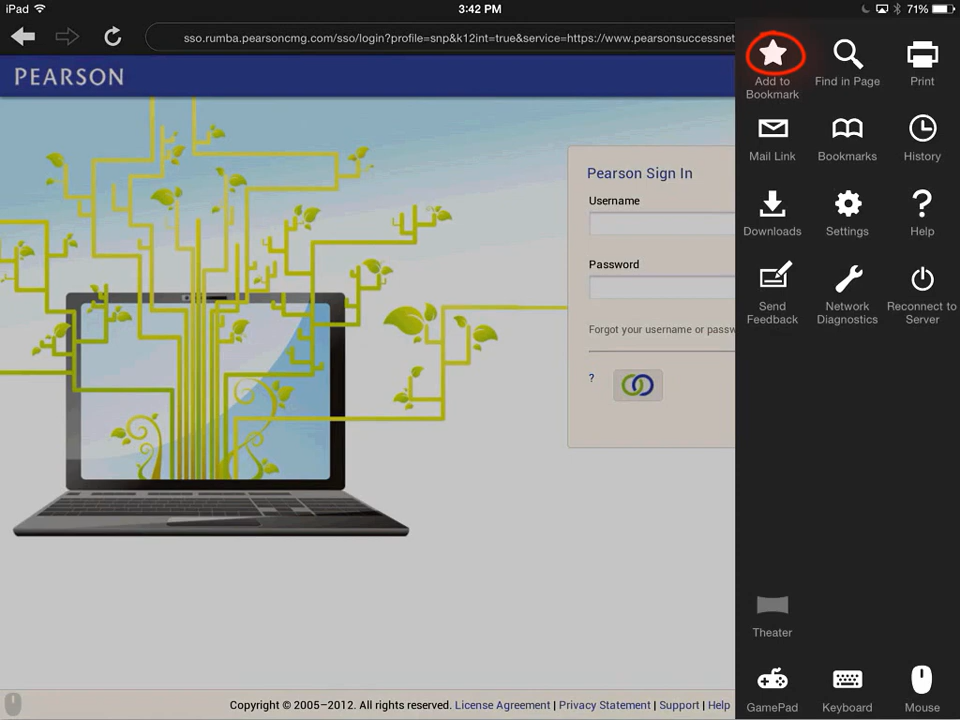 iPad
3:42 PM
71%
sso.rumba.pearsoncmg.com/sso/login?profile=snp&k12int=true&service=https://www.pearsonsuccessnet
PEARSON
Pearson Sign In
Username
Password
Forgot your username or passw
?
Add to
Bookmark
Find in Page
Print
Mail Link
Bookmarks
History
Downloads
Settings
Help
Send
Feedback
Network
Diagnostics
Reconnect to
Server
Theater
GamePad
Keyboard
Mouse
Copyright © 2005–2012. All rights reserved. License Agreement | Privacy Statement | Support | Help